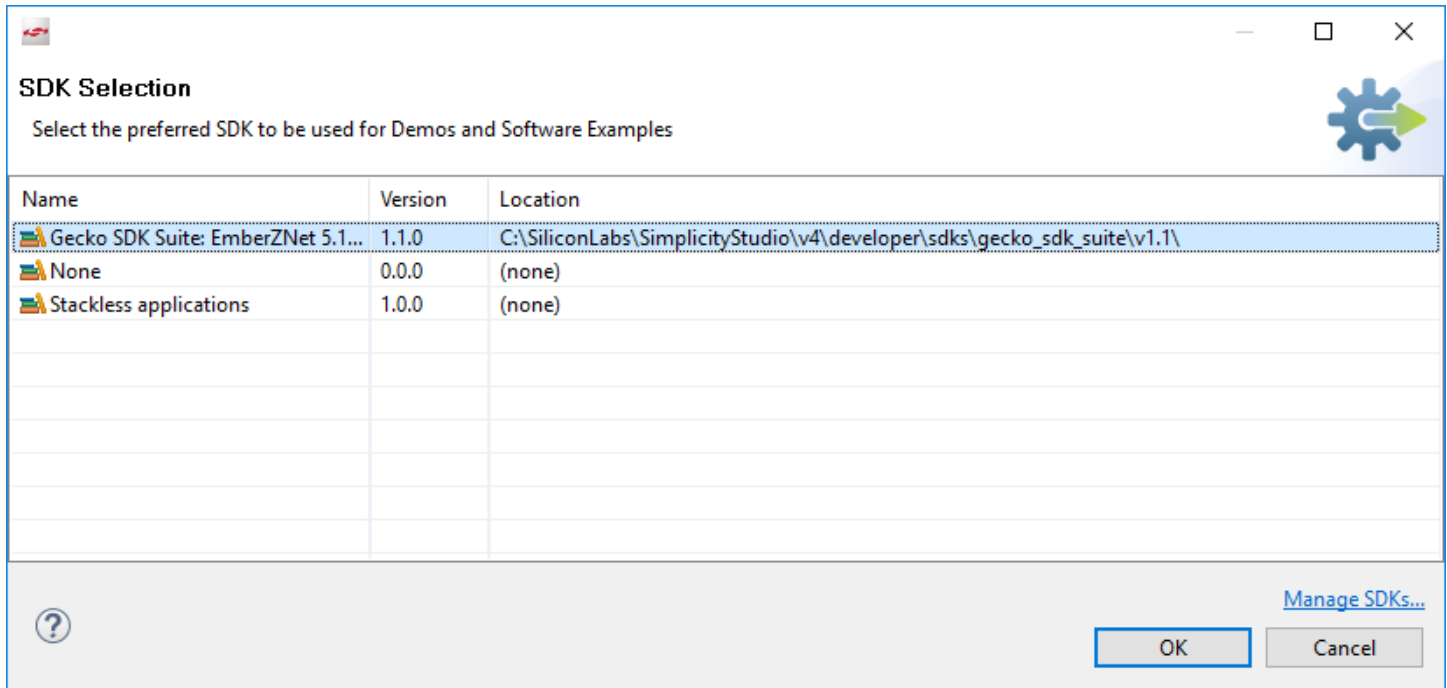 SDK Selection
Select the preferred SDK to be used for Demos and Software Examples
Name Version Location
Gecko SDK Suite: EmberZNet 5.1... 1.1.0 C:\SiliconLabs\SimplicityStudio\v4\developer\sdks\gecko_sdk_suite\v1.1\
None 0.0.0 (none)
Stackless applications 1.0.0 (none)
Manage SDKs...
?
OK Cancel